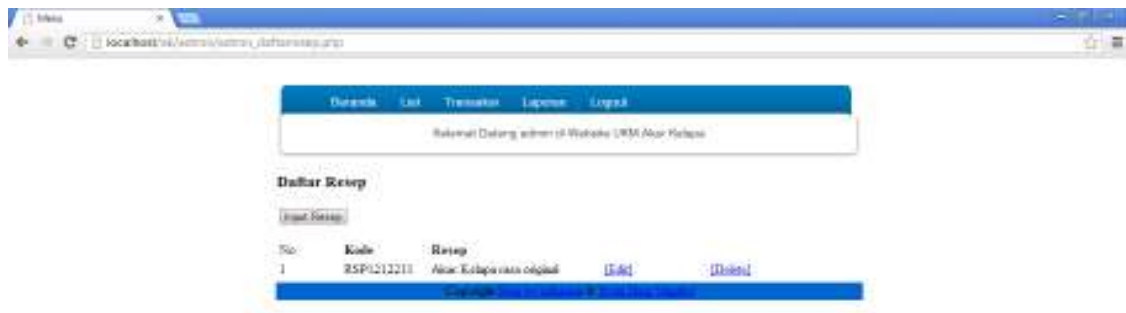 Menu
localhost/
Beranda List Transaksi Laporan Logout
Selamat Datang admin di Website UKM Akar Kelapa
Daftar Resep
Input Resep
No Kode Resep
1 RSP1212211 Akar Kelapa rasa original [Edit] [Delete]
Copyright